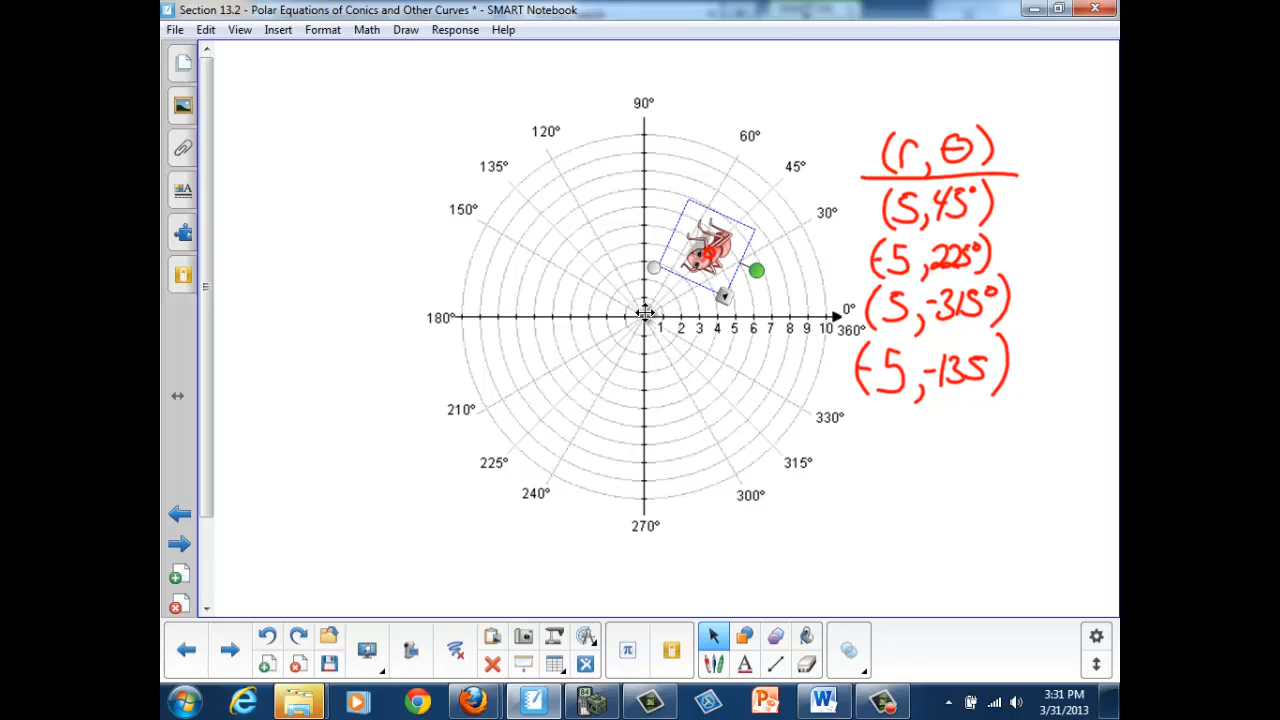 Section 13.2 - Polar Equations of Conics and Other Curves * - SMART Notebook
File Edit View Insert Format Math Draw Response Help
90°
120° 60°
135° 45°
150° 30°
180° 0°
1 2 3 4 5 6 7 8 9 10 360°
210° 330°
225° 315°
240° 300°
270°
(r, θ)
(5, 45°)
(-5, 225°)
(5, -315°)
(-5, -135)
π
A
3:31 PM
3/31/2013